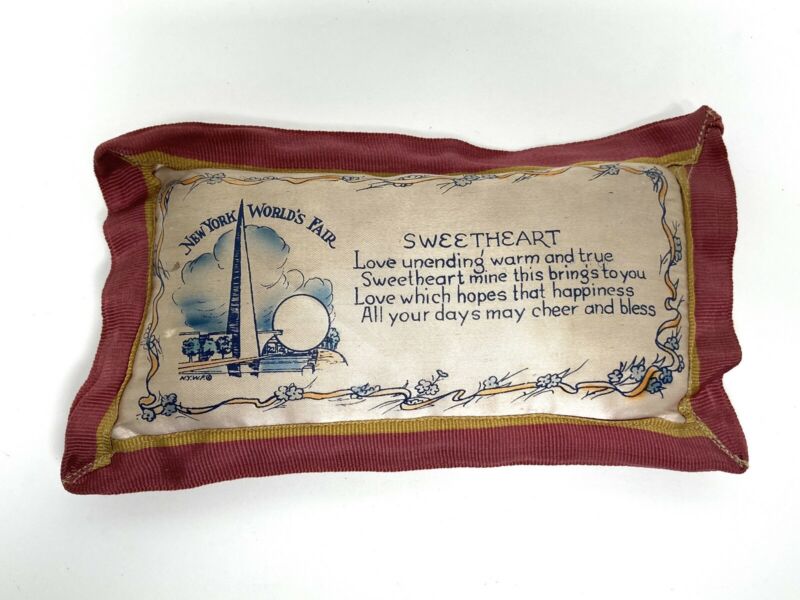 NEW YORK WORLD'S FAIR
N.Y.W.F.©
SWEETHEART
Love unending warm and true
Sweetheart mine this brings to you
Love which hopes that happiness
All your days may cheer and bless